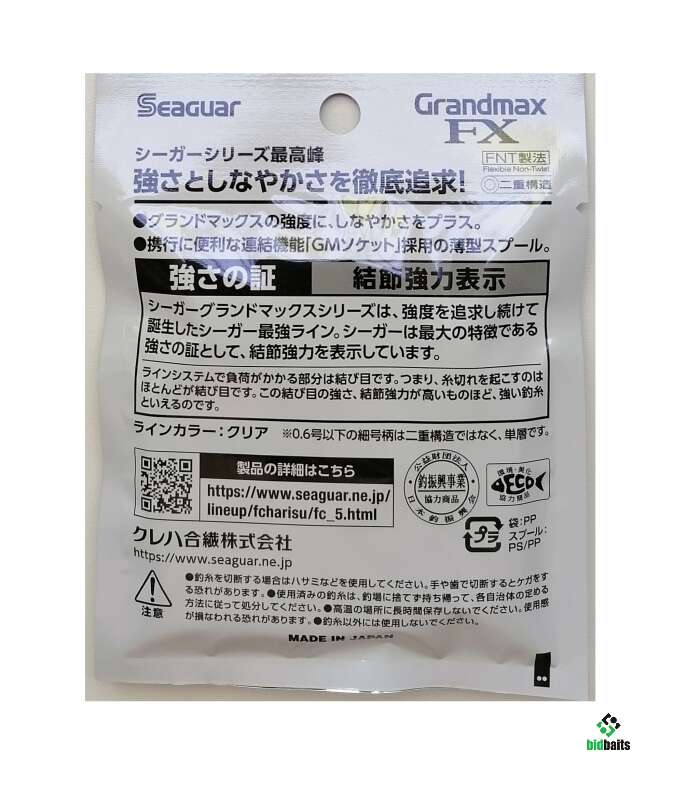 Seaguar
Grandmax
FX
FNT製法
Flexible Non-Twist
◎二重構造
シーガーシリーズ最高峰
強さとしなやかさを徹底追求!
●グランドマックスの強度に、しなやかさをプラス。
●携行に便利な連結機能「GMソケット」採用の薄型スプール。
強さの証 結節強力表示
シーガーグランドマックスシリーズは、強度を追求し続けて
誕生したシーガー最強ライン。シーガーは最大の特徴である
強さの証として、結節強力を表示しています。
ラインシステムで負荷がかかる部分は結び目です。つまり、糸切れを起こすのは
ほとんどが結び目です。この結び目の強さ、結節強力が高いものほど、強い釣糸
といえるのです。
ラインカラー：クリア ※0.6号以下の細号柄は二重構造ではなく、単層です。
製品の詳細はこちら
https://www.seaguar.ne.jp/
lineup/fcharisu/fc_5.html
公益財団法人
釣振興事業
協力商品
日本釣振興会
環境・美化
ECO
協力商品
クレハ合繊株式会社
https://www.seaguar.ne.jp
プラ
袋:PP
スプール:
PS/PP
注意
●釣糸を切断する場合はハサミなどを使用してください。手や歯で切断するとケガをす
る恐れがあります。●使用済みの釣糸は、釣場に捨てず持ち帰って、各自治体の定める
方法に従って処分してください。●高温の場所に長時間保存しないでください。使用感
が損なわれる恐れがあります。●釣糸以外には使用しないでください。
MADE IN JAPAN
bidbaits